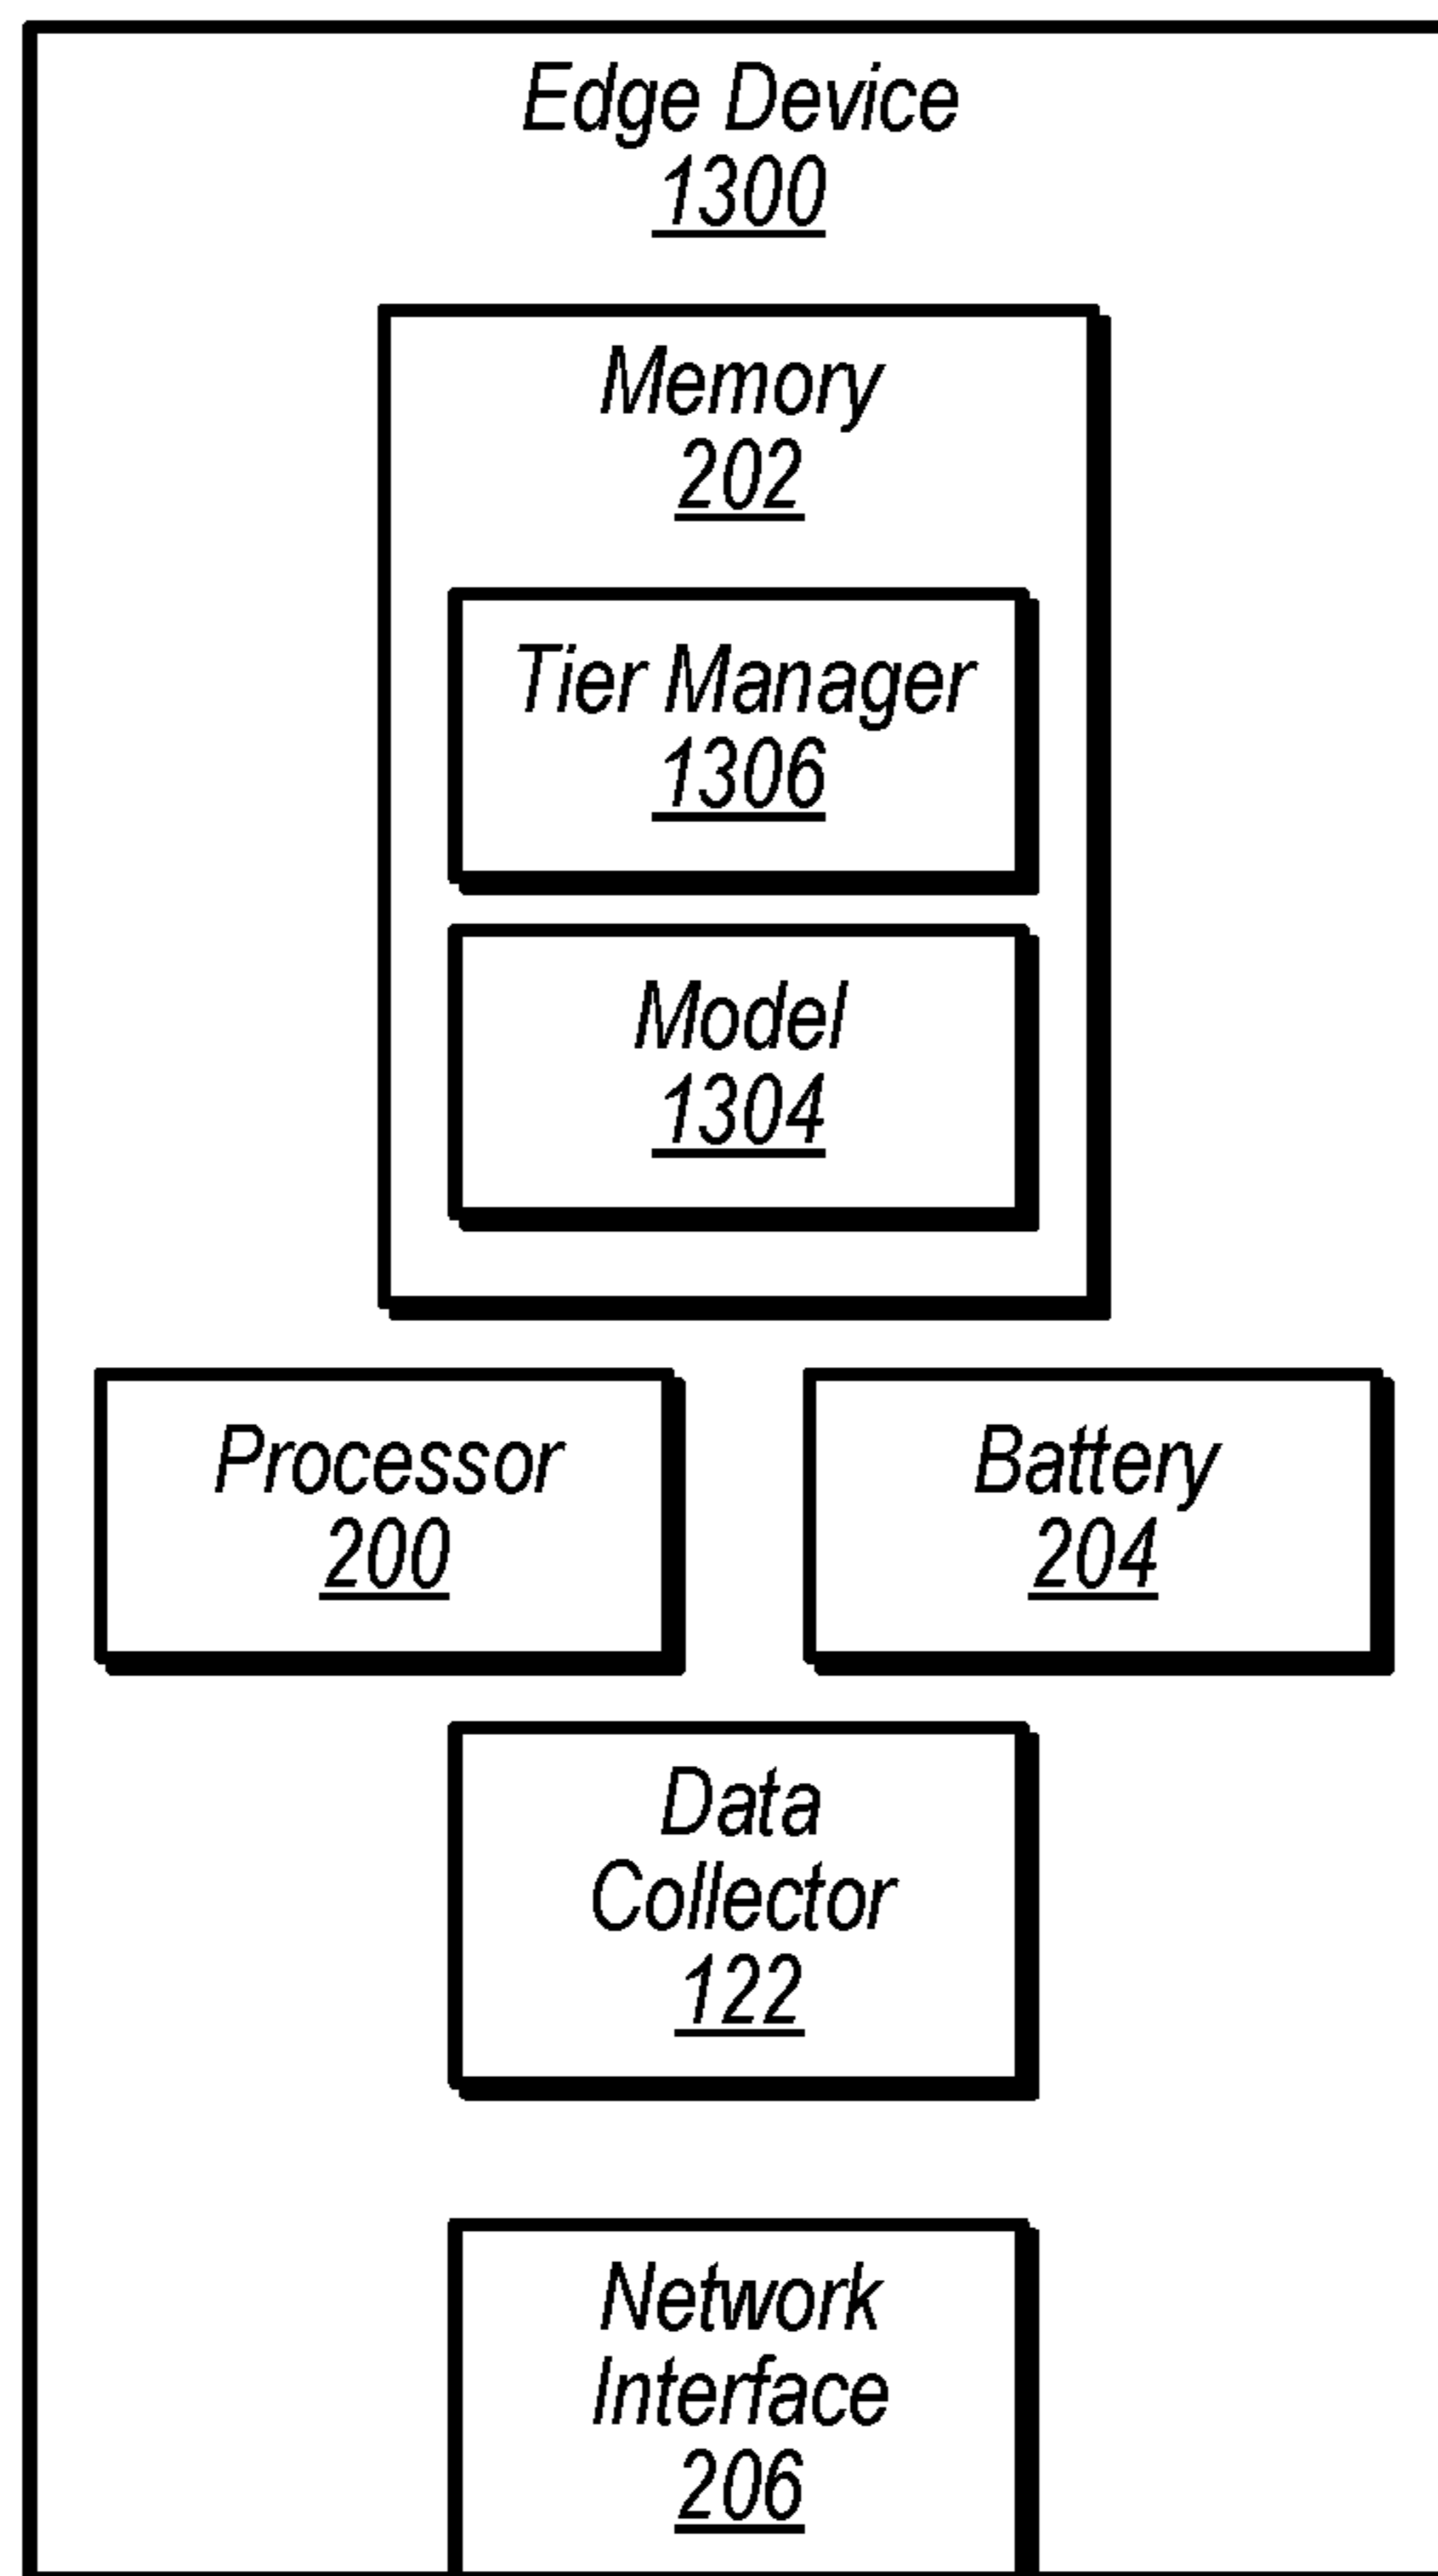 Edge Device
1300
Memory
202
Tier Manager
1306
Model
1304
Processor
200
Battery
204
Data
Collector
122
Network
Interface
206